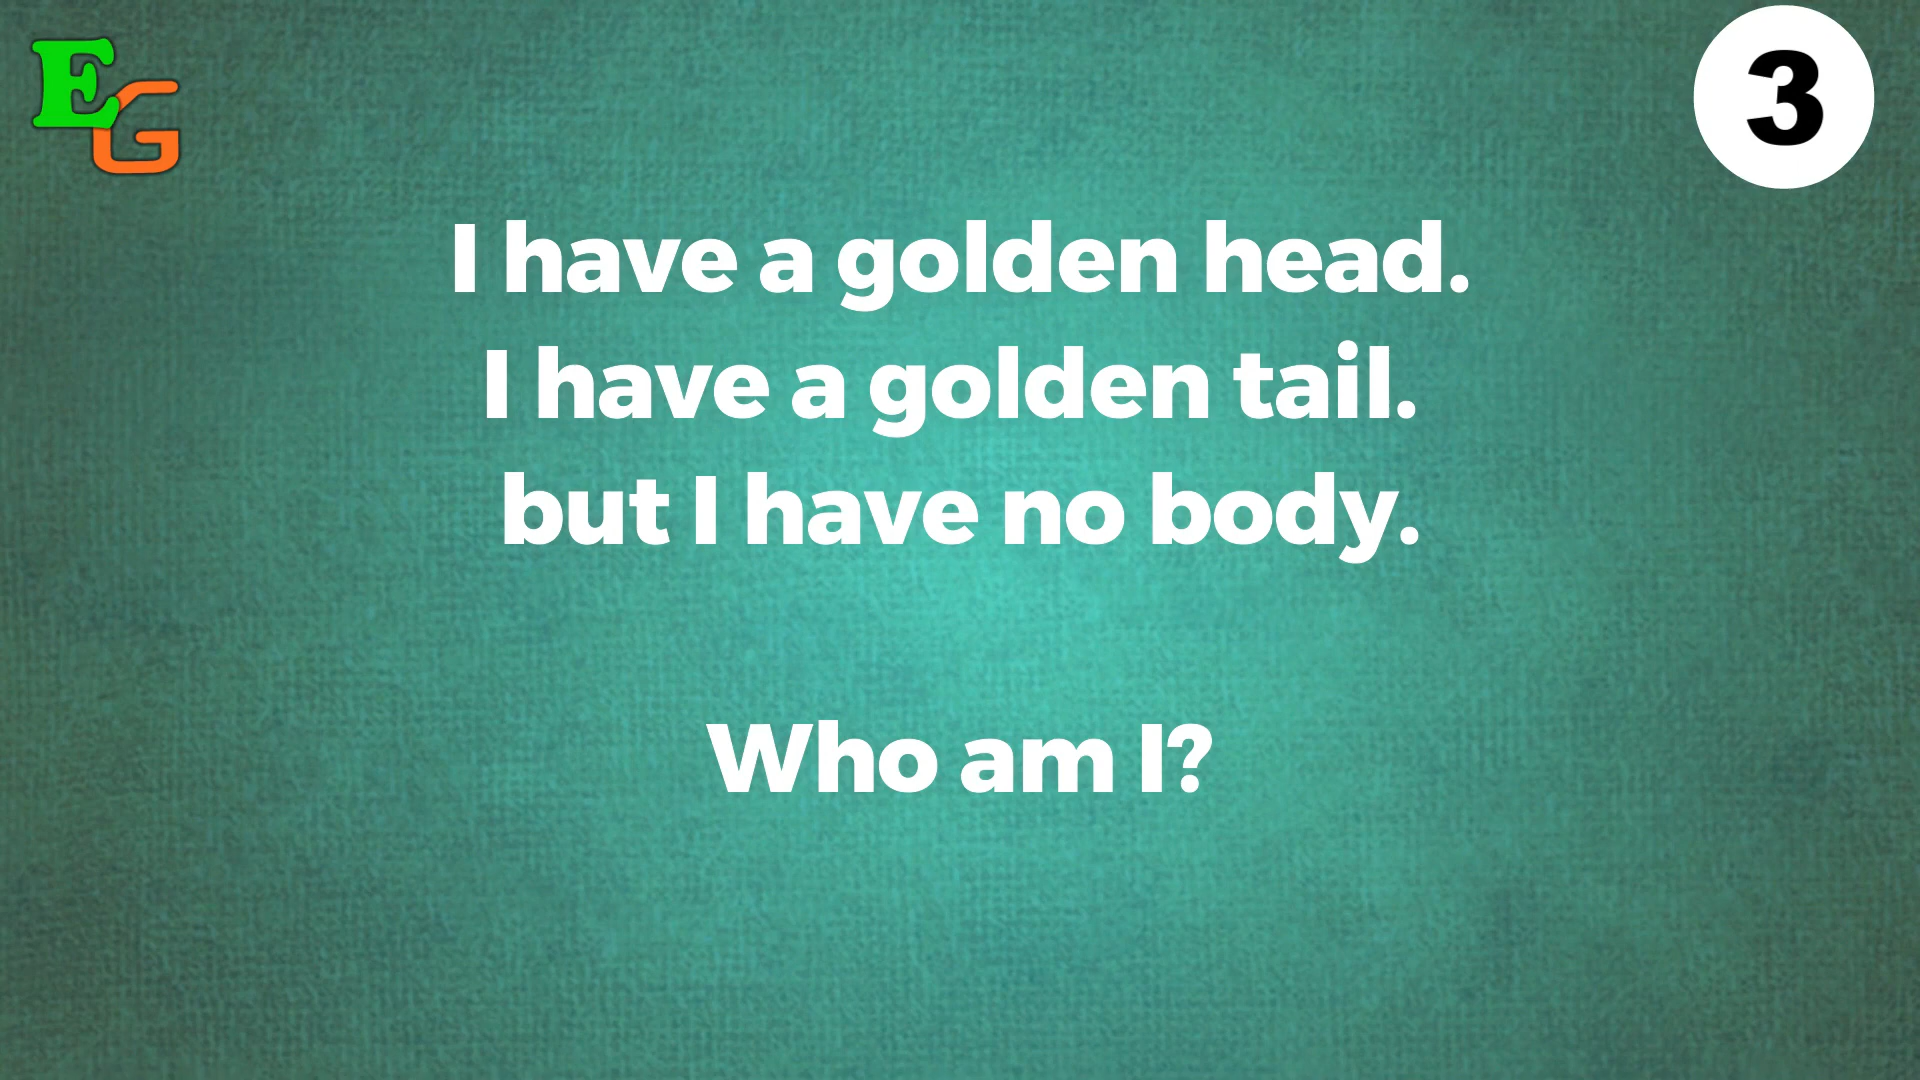 EG
3
I have a golden head.
I have a golden tail.
but I have no body.
Who am I?